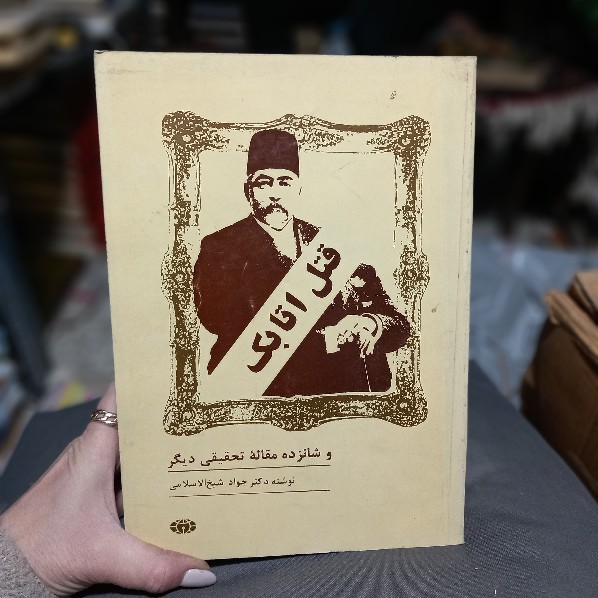 قتل اتابک
و شانزده مقالهٔ تحقیقی دیگر
نوشته دکتر جواد شیخ‌الاسلامی